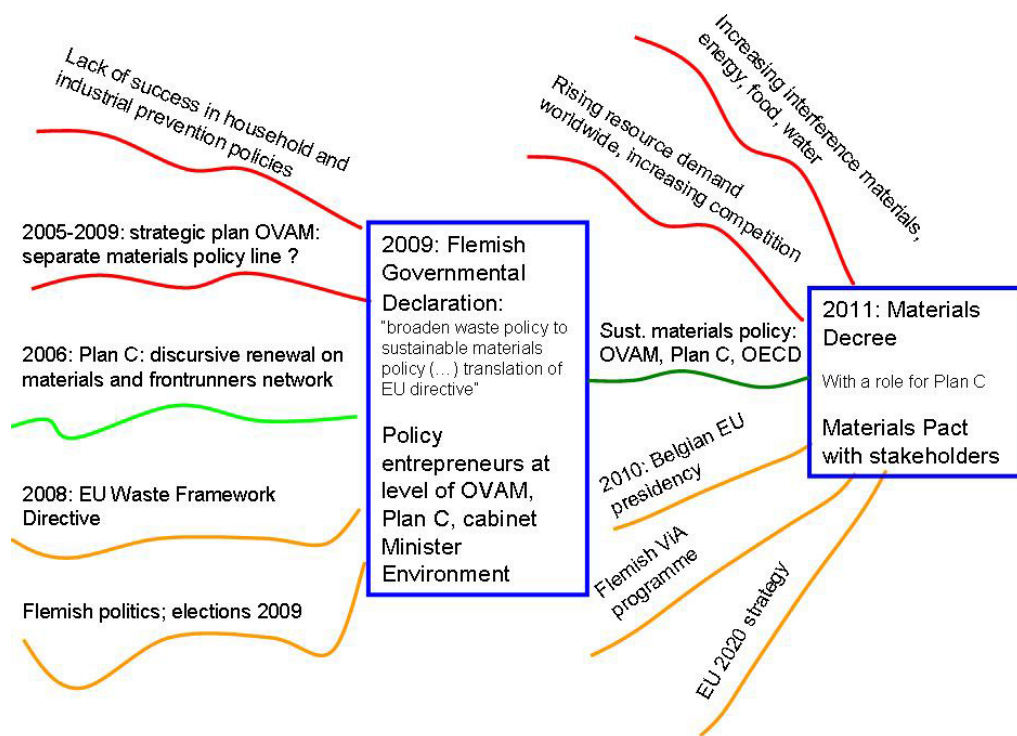 Lack of success in household and
industrial prevention policies
2005-2009: strategic plan OVAM:
separate materials policy line ?
2006: Plan C: discursive renewal on
materials and frontrunners network
2008: EU Waste Framework
Directive
Flemish politics; elections 2009
2009: Flemish
Governmental
Declaration:
"broaden waste policy to
sustainable materials
policy (...) translation of
EU directive"
Policy
entrepreneurs at
level of OVAM,
Plan C, cabinet
Minister
Environment
Increasing interference materials,
energy, food, water
Rising resource demand
worldwide, increasing competition
Sust. materials policy:
OVAM, Plan C, OECD
2010: Belgian EU
presidency
Flemish ViA
programme
EU 2020 strategy
2011: Materials
Decree
With a role for Plan C
Materials Pact
with stakeholders